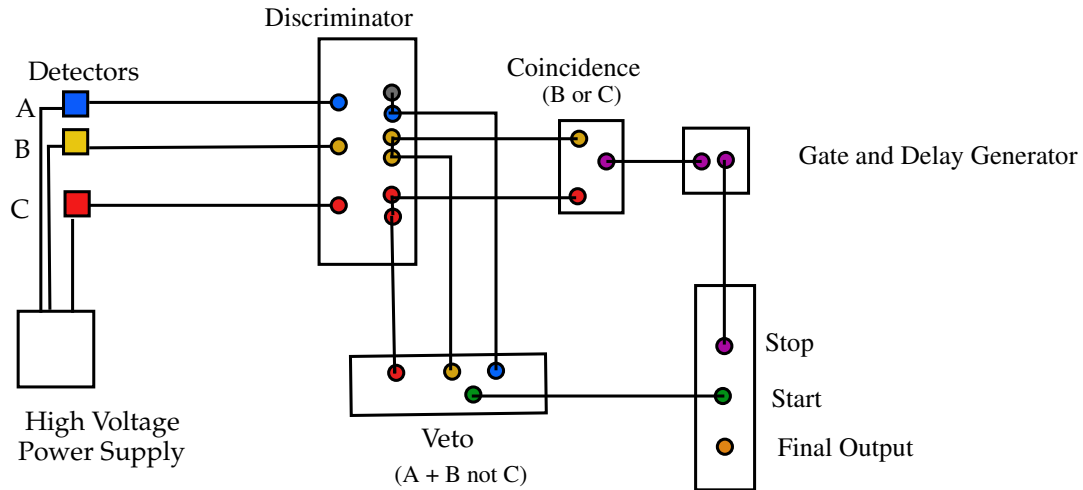 Discriminator
Detectors
Coincidence
(B or C)
A
B
C
Gate and Delay Generator
Stop
Start
Final Output
High Voltage
Power Supply
Veto
(A + B not C)